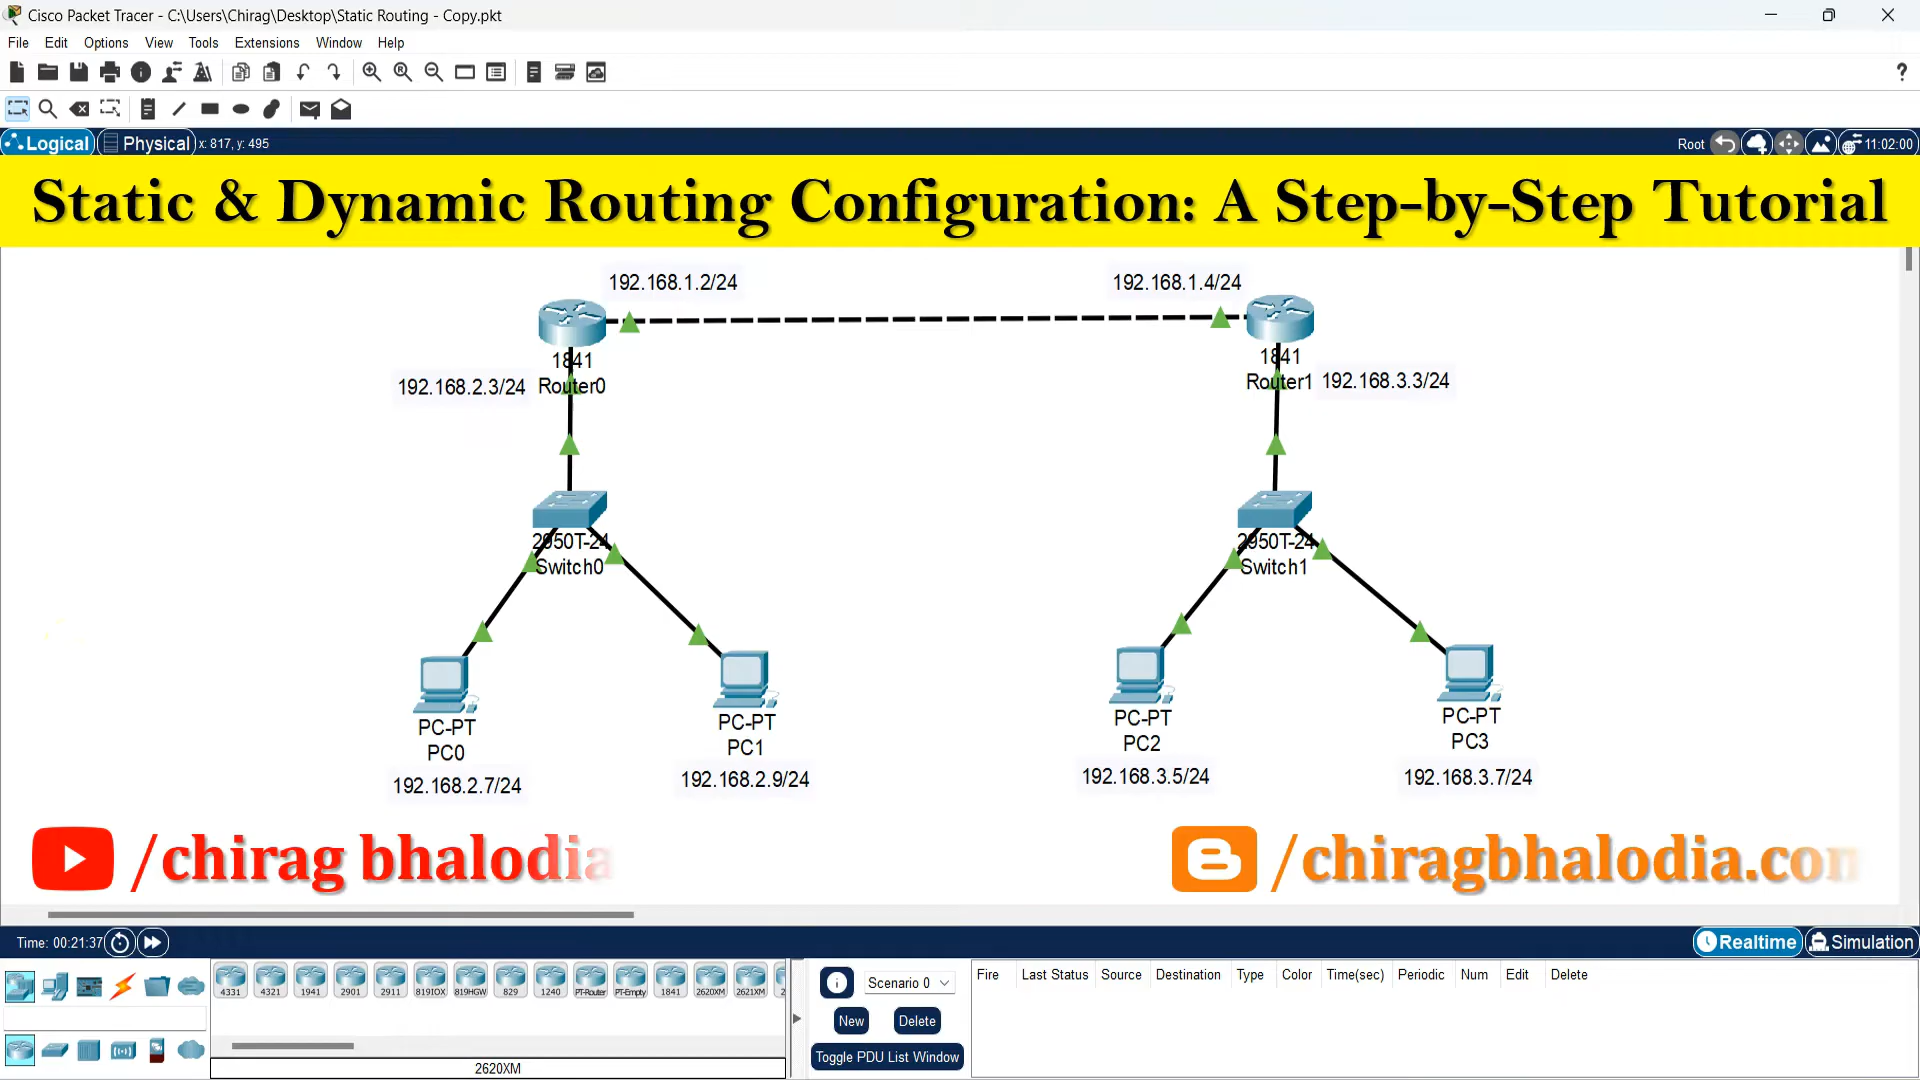 Cisco Packet Tracer - C:\Users\Chirag\Desktop\Static Routing - Copy.pkt
File Edit Options View Tools Extensions Window Help
?
Logical Physical x: 817, y: 495 Root 11:02:00
Static & Dynamic Routing Configuration: A Step-by-Step Tutorial
192.168.1.2/24 192.168.1.4/24
1841 1841
192.168.2.3/24 Router0 Router1 192.168.3.3/24
2950T-24 2950T-24
Switch0 Switch1
PC-PT PC-PT PC-PT PC-PT
PC0 PC1 PC2 PC3
192.168.2.7/24 192.168.2.9/24 192.168.3.5/24 192.168.3.7/24
/chirag bhalodia /chiragbhalodia.com
Time: 00:21:37 Realtime Simulation
4331 4321 1941 2901 2911 819IOX 819HGW 829 1240 PT-Router PT-Empty 1841 2620XM 2621XM 2
Scenario 0
Fire Last Status Source Destination Type Color Time(sec) Periodic Num Edit Delete
New Delete
Toggle PDU List Window
2620XM